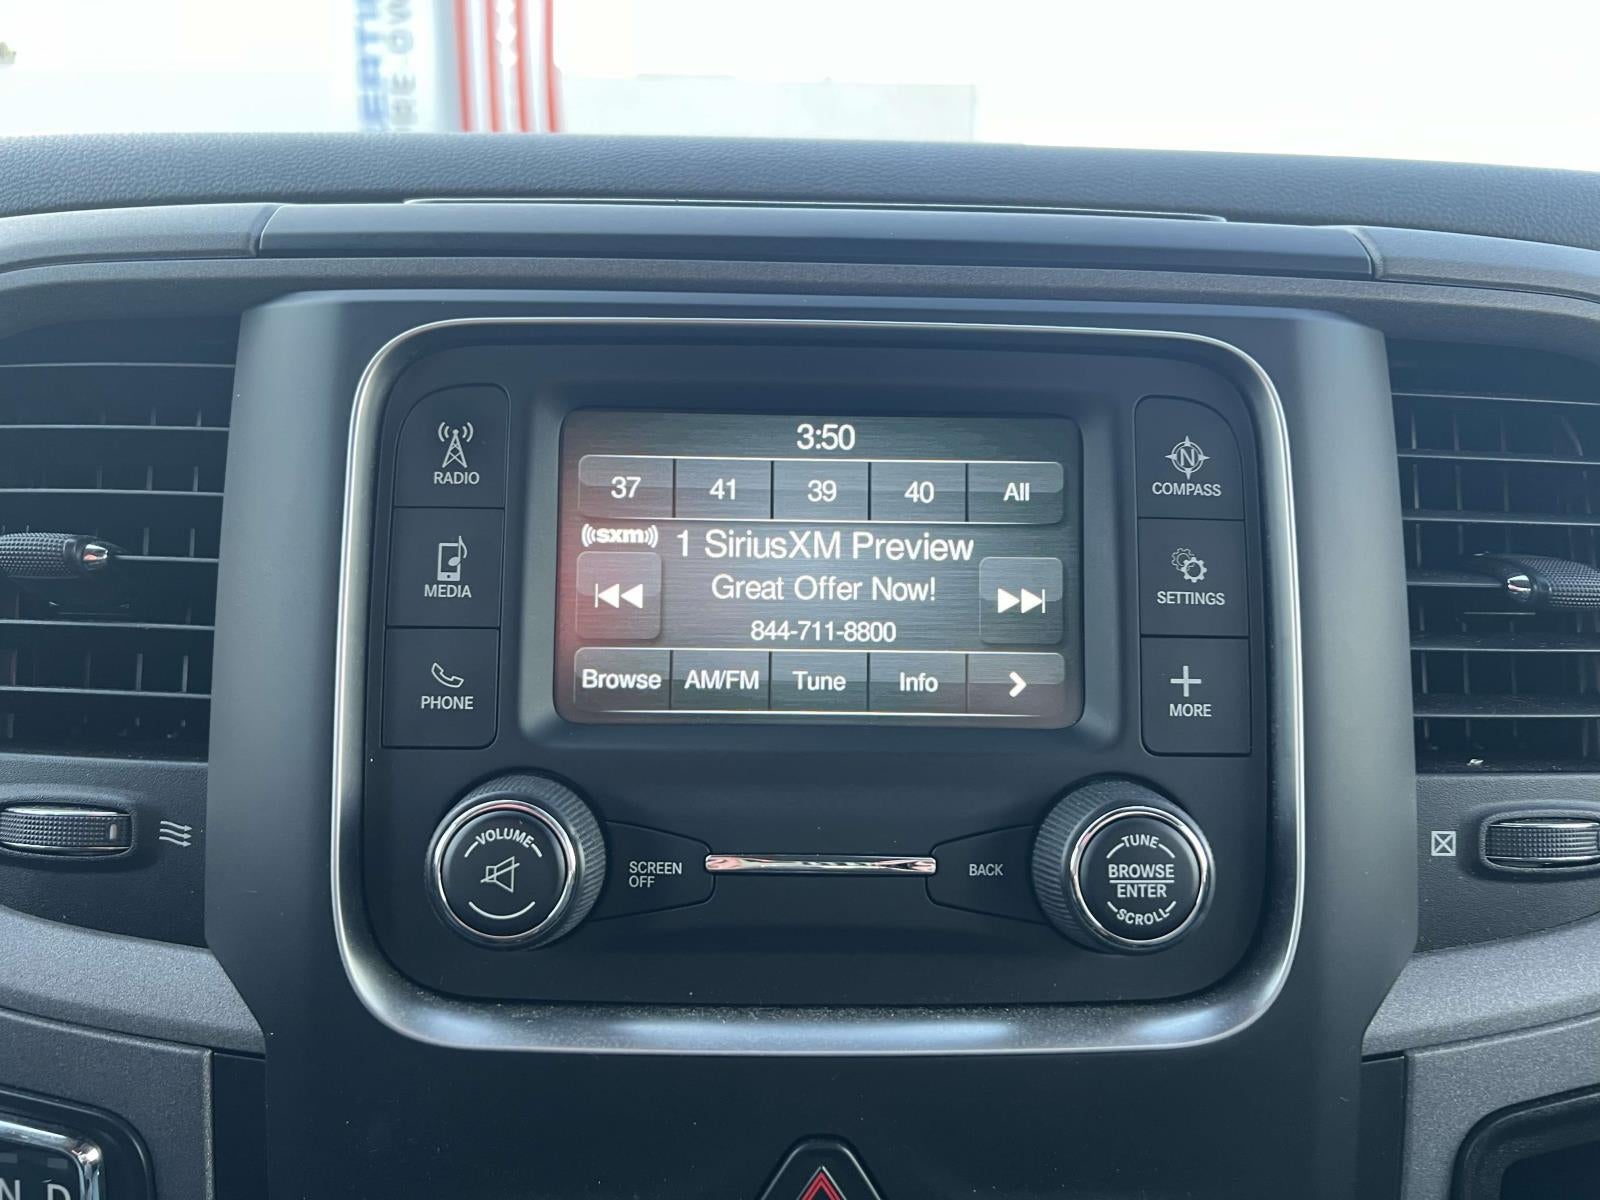 RADIO
MEDIA
PHONE
3:50
37 41 39 40 All
((sxm)) 1 SiriusXM Preview
Great Offer Now!
844-711-8800
Browse AM/FM Tune Info
COMPASS
N
SETTINGS
MORE
VOLUME
SCREEN
OFF
BACK
TUNE
BROWSE
ENTER
SCROLL
N D